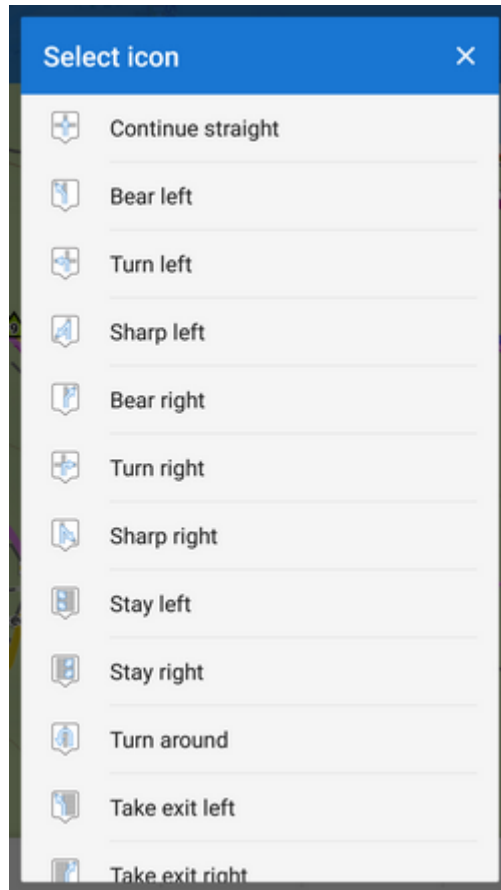 Select icon
Continue straight
Bear left
Turn left
Sharp left
Bear right
Turn right
Sharp right
Stay left
Stay right
Turn around
Take exit left
Take exit right